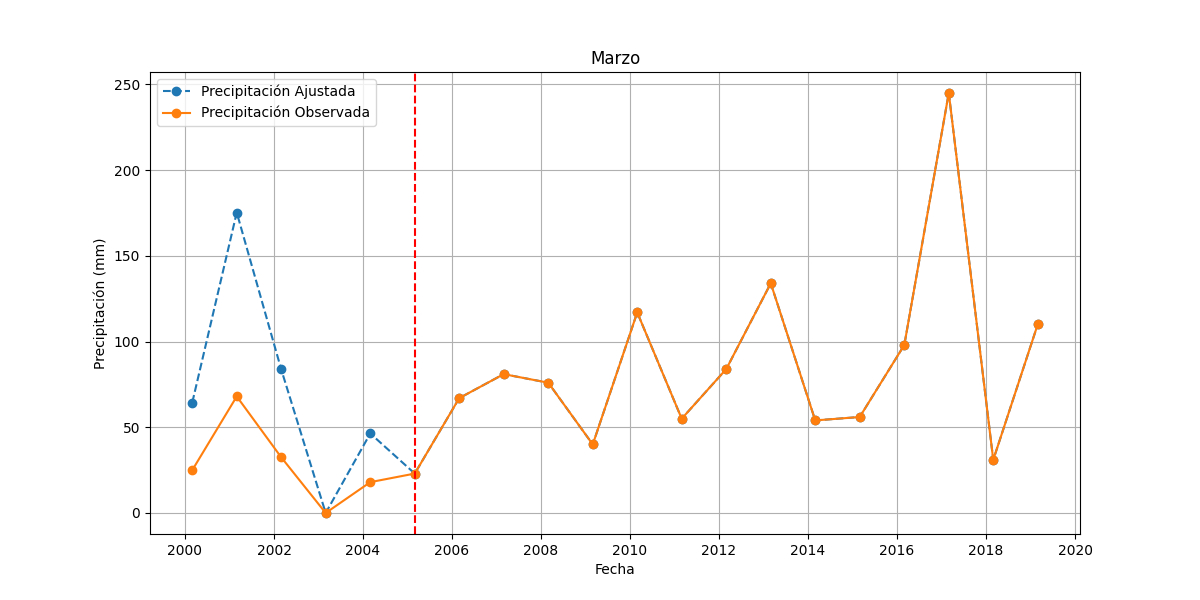 Marzo
Precipitación Ajustada
Precipitación Observada
250
200
150
100
50
0
Precipitación (mm)
2000 2002 2004 2006 2008 2010 2012 2014 2016 2018 2020
Fecha